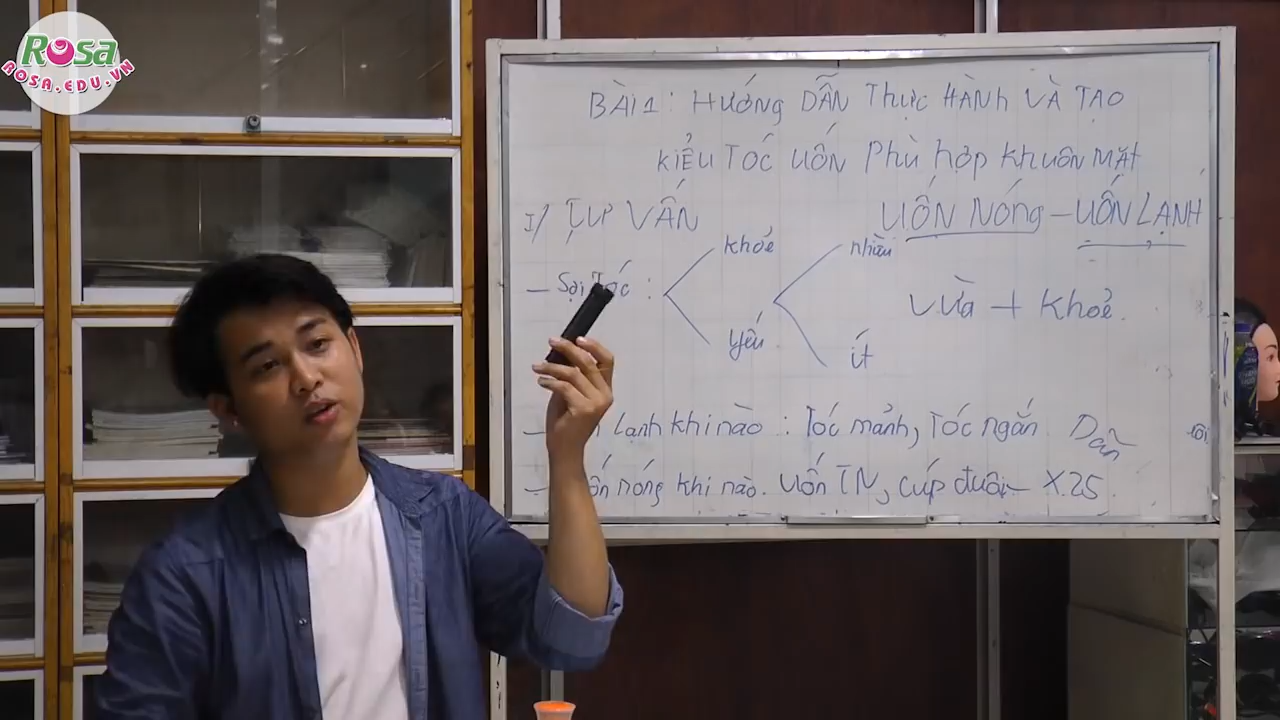 Rosa
ROSA.EDU.VN
BÀI 1: HƯỚNG DẪN THỰC HÀNH VÀ TẠO
KIỂU TÓC UỐN PHÙ HỢP KHUÔN MẶT
I/ TƯ VẤN
UỐN NÓNG - UỐN LẠNH
khoẻ
nhiều
- Sợi Tóc :
vừa + khoẻ.
yếu
ít
lạnh khi nào : Tóc mảnh, Tóc ngắn Dãn
nóng khi nào. Uốn TN, cúp đuôi - X.25.